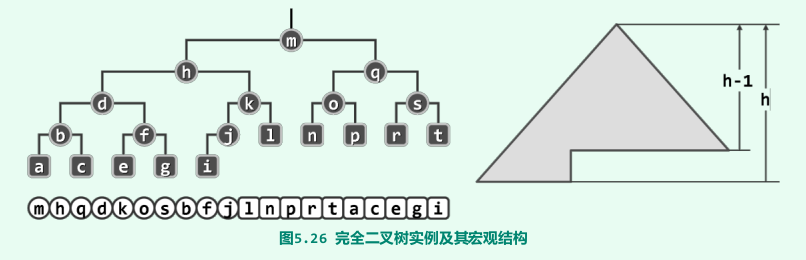 m
h q
d k o s
b f j l n p r t
a c e g i
h-1
h
m h q d k o s b f j l n p r t a c e g i
图5.26 完全二叉树实例及其宏观结构